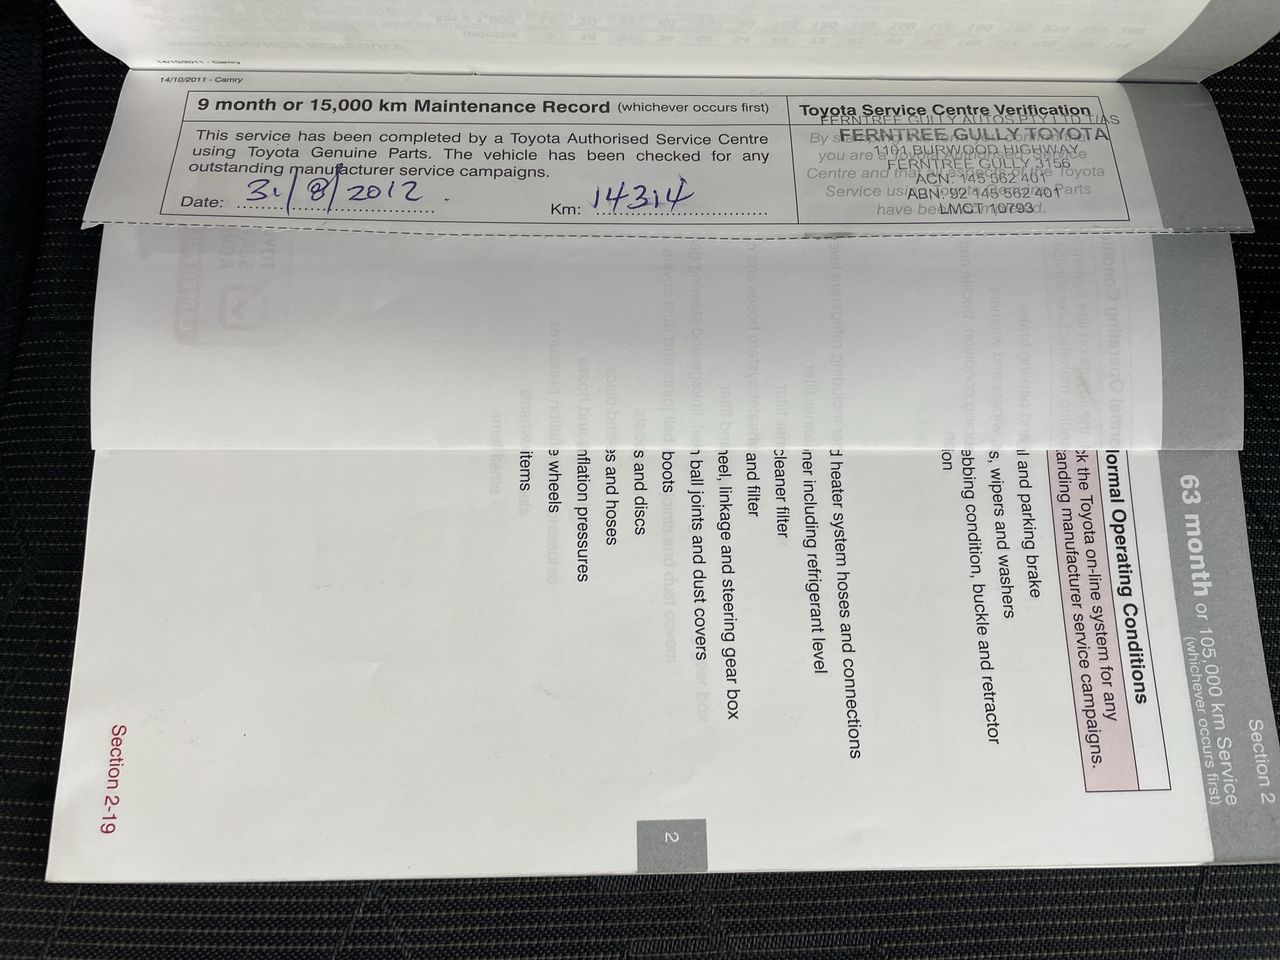 14/10/2011 - Camry
9 month or 15,000 km Maintenance Record (whichever occurs first)
This service has been completed by a Toyota Authorised Service Centre
using Toyota Genuine Parts. The vehicle has been checked for any
outstanding manufacturer service campaigns.
Date: 31/8/2012.
Km: 14314
Toyota Service Centre Verification
FERNTREE GULLY AUTOS PTY LTD T/AS
FERNTREE GULLY TOYOTA
1101 BURWOOD HIGHWAY
FERNTREE GULLY 3156
ACN: 145 562 401
ABN: 92 145 562 401
LMCT 10793
Section 2
63 month or 105,000 km Service
(whichever occurs first)
ormal Operating Conditions
k the Toyota on-line system for any
anding manufacturer service campaigns.
l and parking brake
s, wipers and washers
ebbing condition, buckle and retractor
ion
d heater system hoses and connections
ner including refrigerant level
cleaner filter
and filter
heel, linkage and steering gear box
ball joints and dust covers
boots
s and discs
es and hoses
nflation pressures
e wheels
items
2
Section 2-19